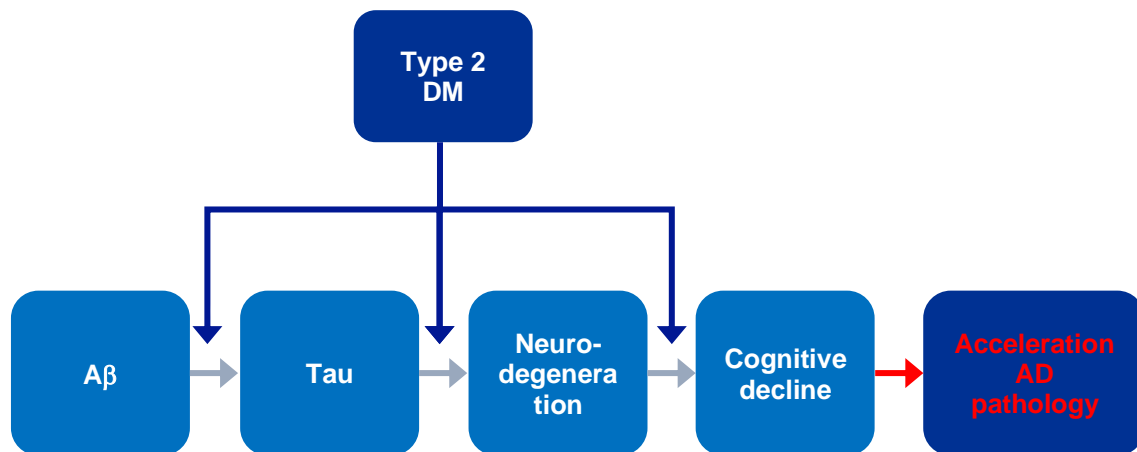 Type 2
DM
Aβ
Tau
Neuro-
degenera
tion
Cognitive
decline
Acceleration
AD
pathology